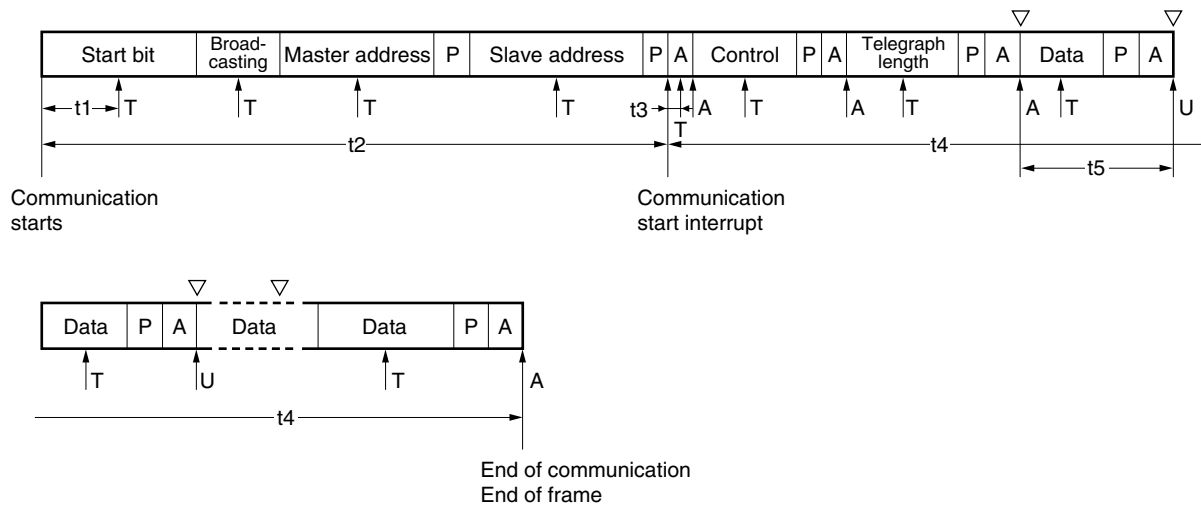 Start bit Broad-casting Master address P Slave address P A Control P A Telegraph length P A Data P A
t1 T T T T t3 A T A T A T U
T
t2 t4
t5
Communication
starts
Communication
start interrupt
Data P A Data Data P A
T U T A
t4
End of communication
End of frame